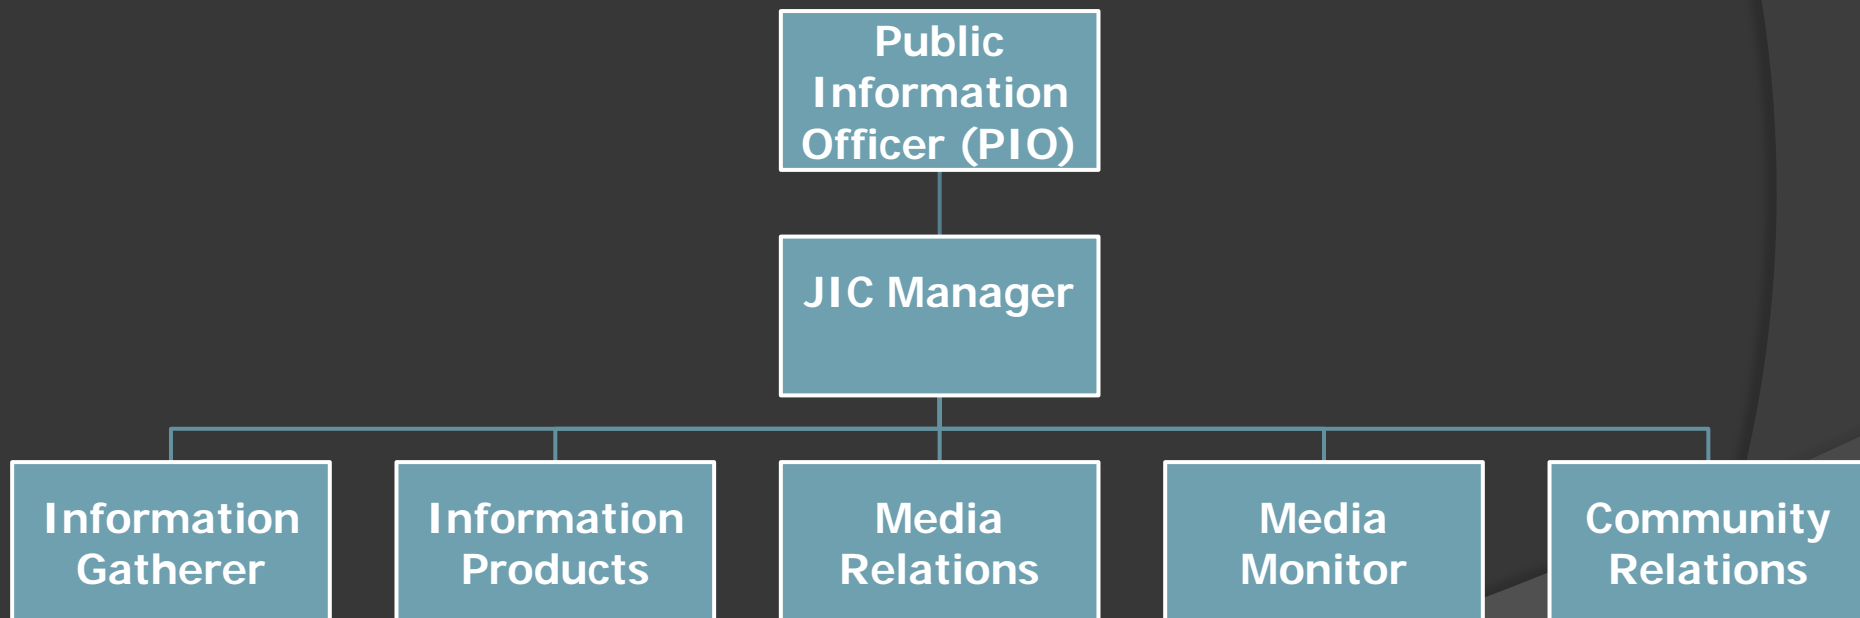 Public
Information
Officer (PIO)
JIC Manager
Information
Gatherer
Information
Products
Media
Relations
Media
Monitor
Community
Relations